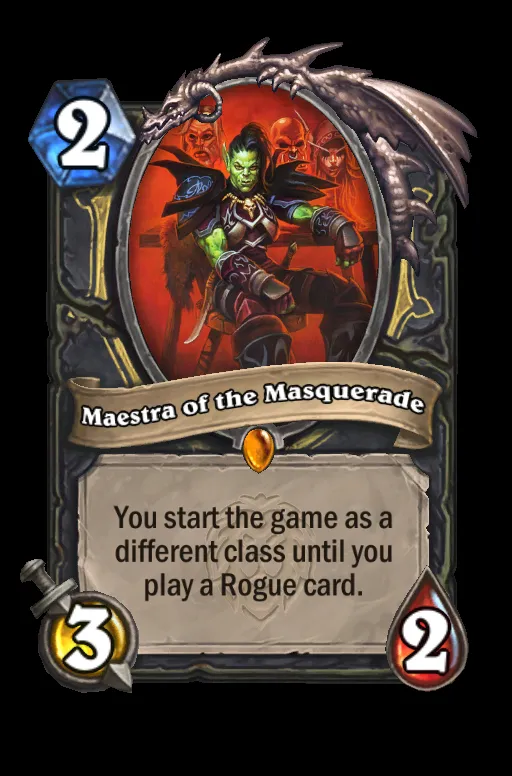 2
Maestra of the Masquerade
You start the game as a
different class until you
play a Rogue card.
3
2